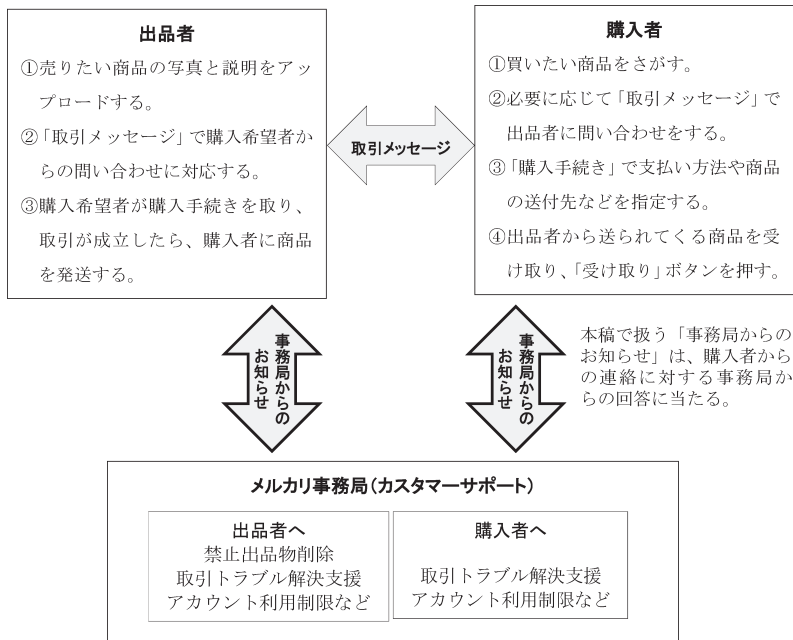 出品者
①売りたい商品の写真と説明をアッ
プロードする。
②「取引メッセージ」で購入希望者か
らの問い合わせに対応する。
③購入希望者が購入手続きを取り、
取引が成立したら、購入者に商品
を発送する。
取引メッセージ
購入者
①買いたい商品をさがす。
②必要に応じて「取引メッセージ」で
出品者に問い合わせをする。
③「購入手続き」で支払い方法や商品
の送付先などを指定する。
④出品者から送られてくる商品を受
け取り、「受け取り」ボタンを押す。
事務局からの
お知らせ
事務局からの
お知らせ
本稿で扱う「事務局からの
お知らせ」は、購入者から
の連絡に対する事務局か
らの回答に当たる。
メルカリ事務局（カスタマーサポート）
出品者へ
禁止出品物削除
取引トラブル解決支援
アカウント利用制限など
購入者へ
取引トラブル解決支援
アカウント利用制限など